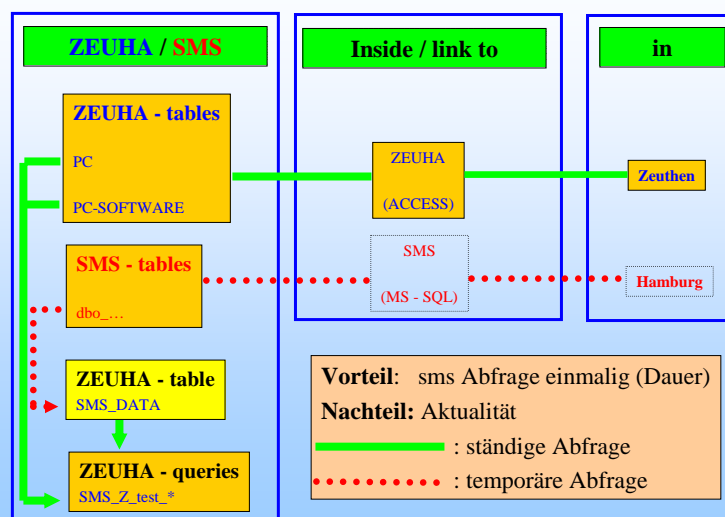 ZEUHA / SMS
Inside / link to
in
ZEUHA - tables
PC
PC-SOFTWARE
ZEUHA
(ACCESS)
Zeuthen
SMS - tables
dbo_…
SMS
(MS - SQL)
Hamburg
ZEUHA - table
SMS_DATA
ZEUHA - queries
SMS_Z_test_*
Vorteil: sms Abfrage einmalig (Dauer)
Nachteil: Aktualität
: ständige Abfrage
: temporäre Abfrage